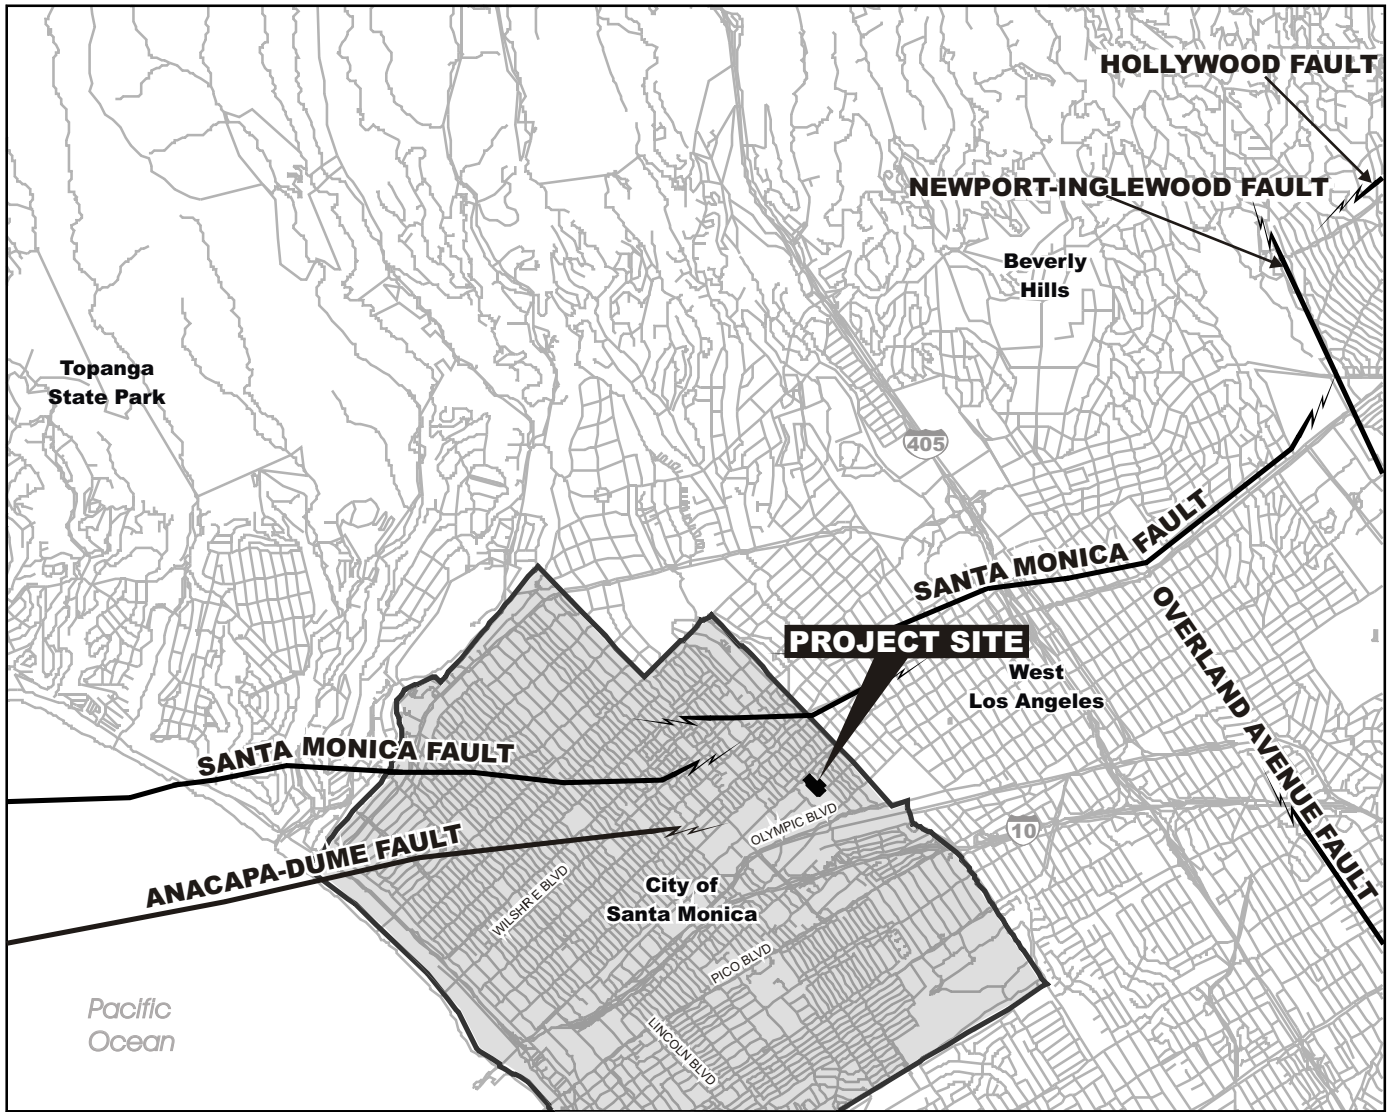 HOLLYWOOD FAULT
NEWPORT-INGLEWOOD FAULT
Beverly
Hills
Topanga
State Park
405
SANTA MONICA FAULT
OVERLAND AVENUE FAULT
PROJECT SITE
West
Los Angeles
SANTA MONICA FAULT
ANACAPA-DUME FAULT
OLYMPIC BLVD
10
WILSHR E BLVD
City of
Santa Monica
PICO BLVD
LINCOLN BLVD
Pacific
Ocean